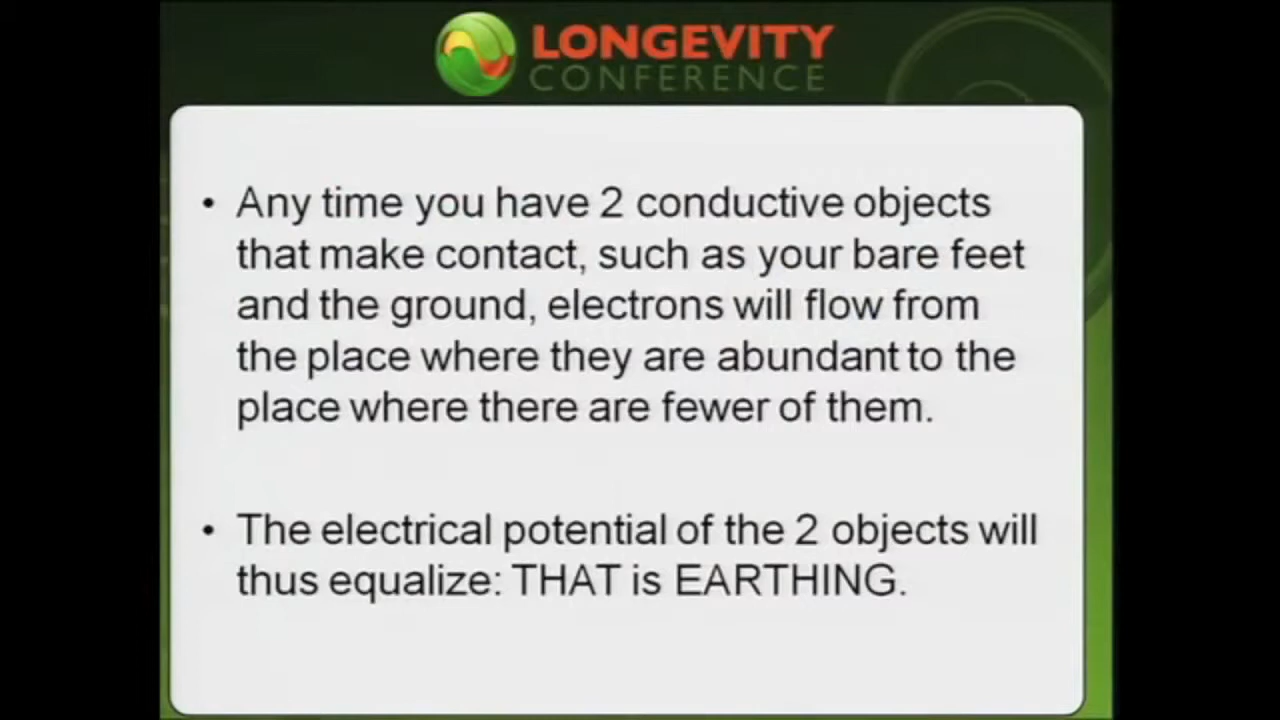 LONGEVITY
CONFERENCE
• Any time you have 2 conductive objects
that make contact, such as your bare feet
and the ground, electrons will flow from
the place where they are abundant to the
place where there are fewer of them.
• The electrical potential of the 2 objects will
thus equalize: THAT is EARTHING.